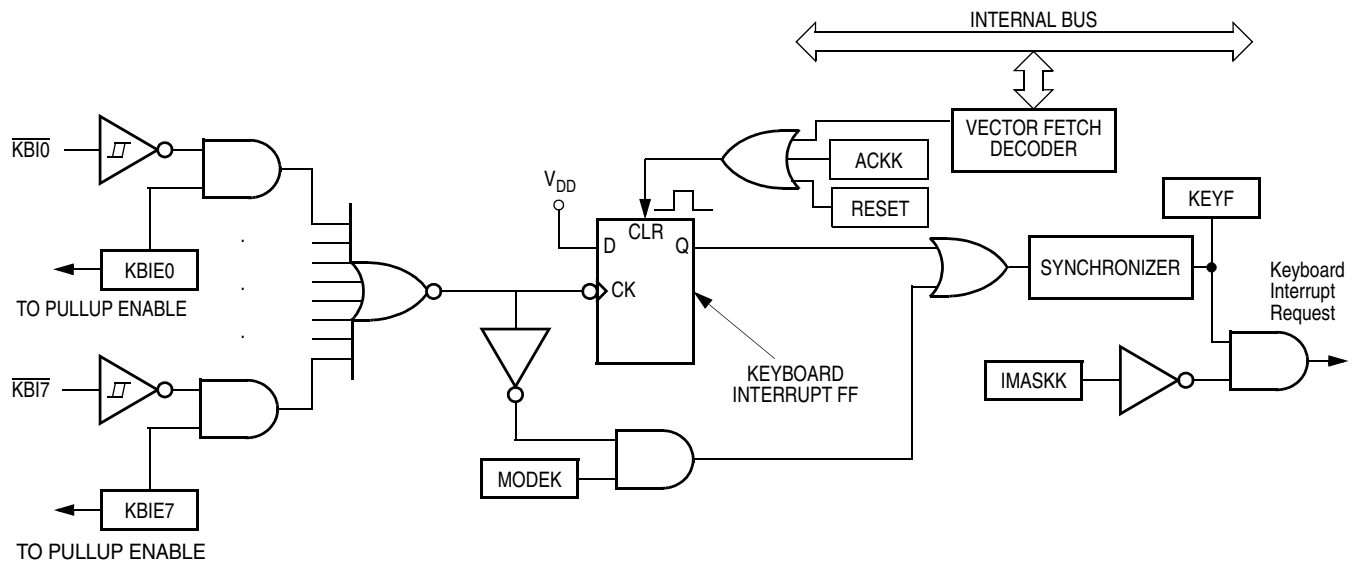 INTERNAL BUS
VECTOR FETCH
DECODER
ACKK
RESET
KBI0
KBIE0
TO PULLUP ENABLE
.
.
.
KBI7
KBIE7
TO PULLUP ENABLE
VDD
D
CLR
Q
CK
KEYBOARD
INTERRUPT FF
MODEK
SYNCHRONIZER
KEYF
IMASKK
Keyboard
Interrupt
Request